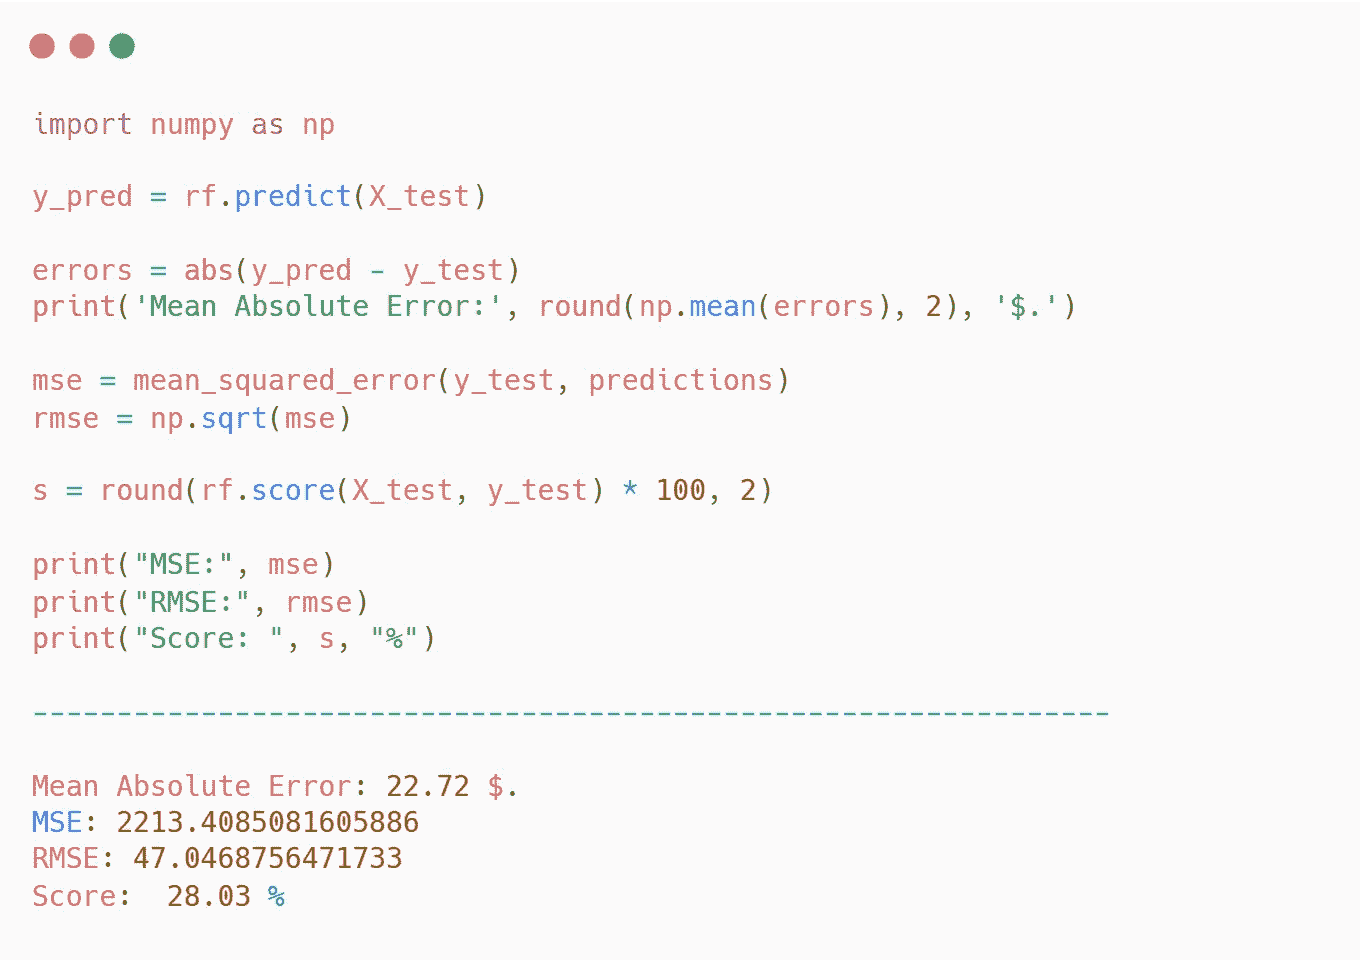 import numpy as np
y_pred = rf.predict(X_test)
errors = abs(y_pred - y_test)
print('Mean Absolute Error:', round(np.mean(errors), 2), '$.')
mse = mean_squared_error(y_test, predictions)
rmse = np.sqrt(mse)
s = round(rf.score(X_test, y_test) * 100, 2)
print("MSE:", mse)
print("RMSE:", rmse)
print("Score: ", s, "%")
----------------------------------------------------------------
Mean Absolute Error: 22.72 $.
MSE: 2213.4085081605886
RMSE: 47.0468756471733
Score:  28.03 %